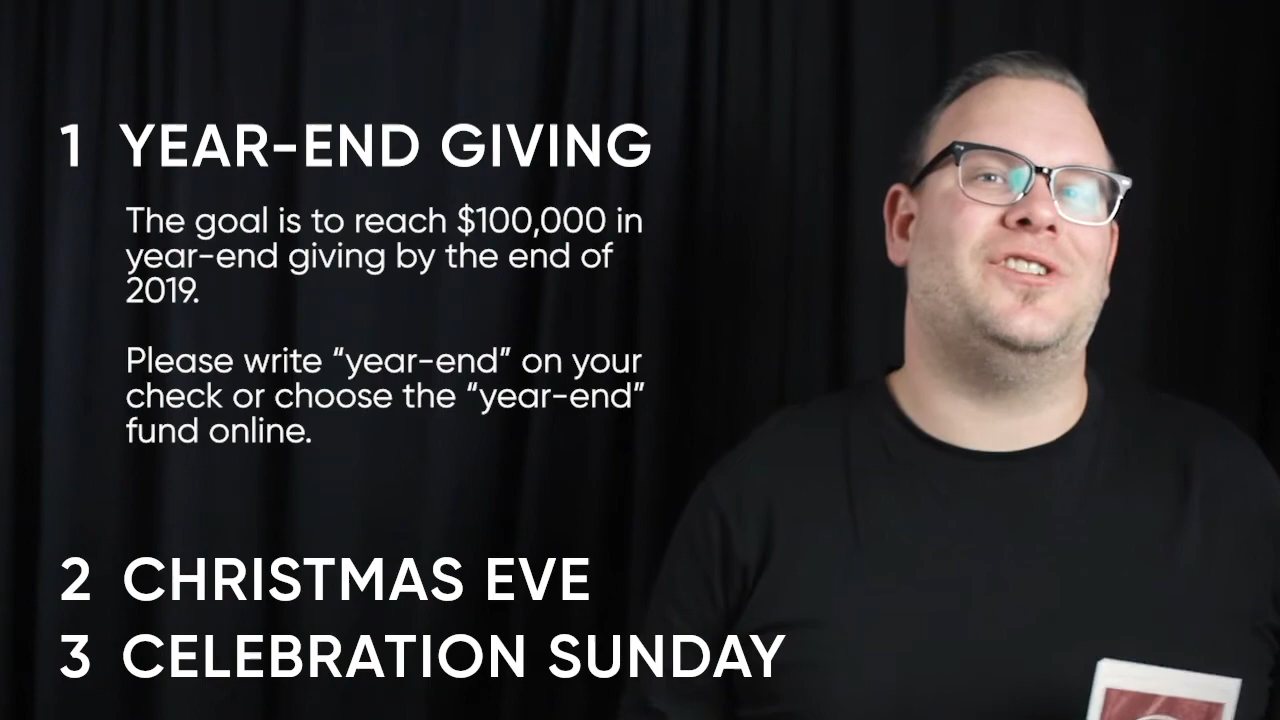 1 YEAR-END GIVING
The goal is to reach $100,000 in
year-end giving by the end of
2019.
Please write “year-end” on your
check or choose the “year-end”
fund online.
2 CHRISTMAS EVE
3 CELEBRATION SUNDAY